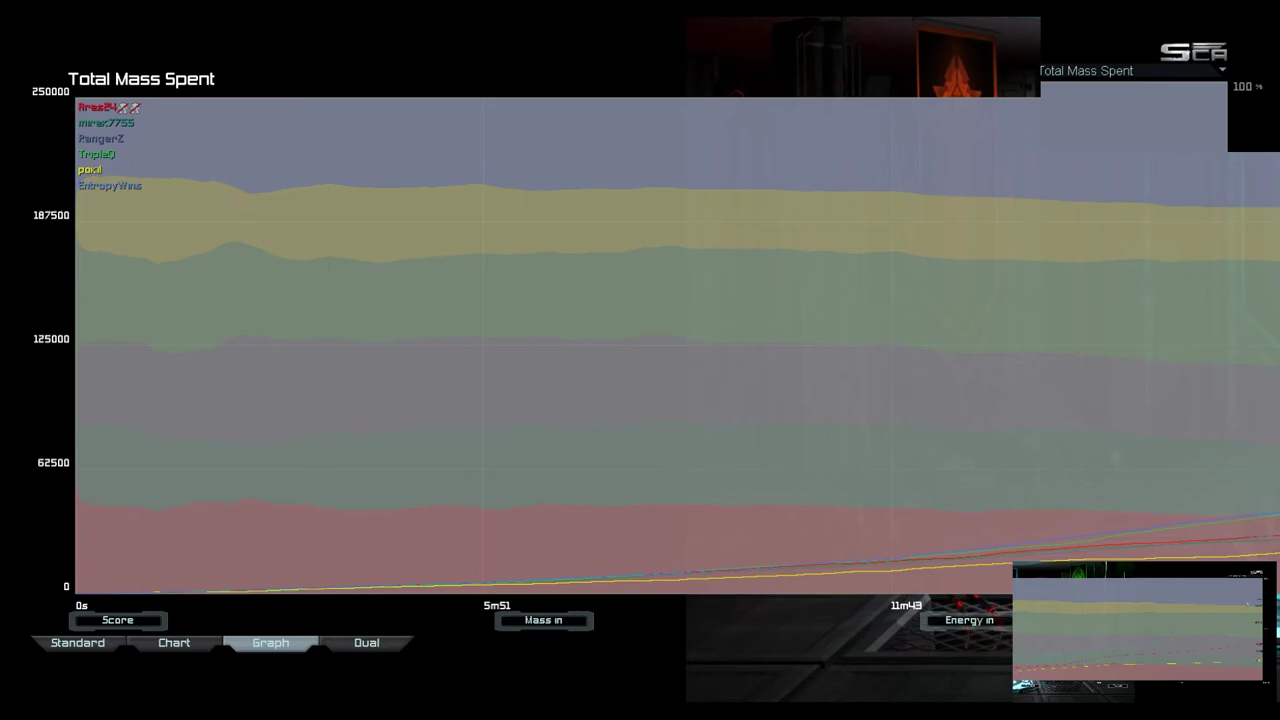 Total Mass Spent
SCA
Total Mass Spent
100 %
250000
Ares24
mirex7755
RangerZ
TripleQ
pokil
EntropyWins
187500
125000
62500
0
0s
5m51
11m43
Score
Mass in
Energy in
Standard
Chart
Graph
Dual